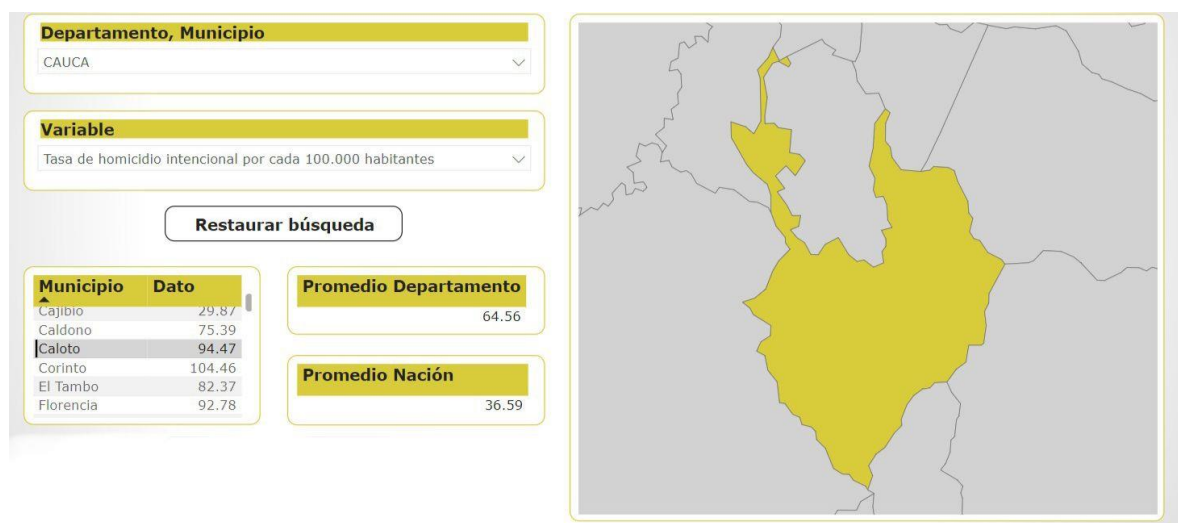 Departamento, Municipio
CAUCA
Variable
Tasa de homicidio intencional por cada 100.000 habitantes
Restaurar búsqueda
Municipio Dato
Cajibío 29.87
Caldono 75.39
Caloto 94.47
Corinto 104.46
El Tambo 82.37
Florencia 92.78
Promedio Departamento
64.56
Promedio Nación
36.59